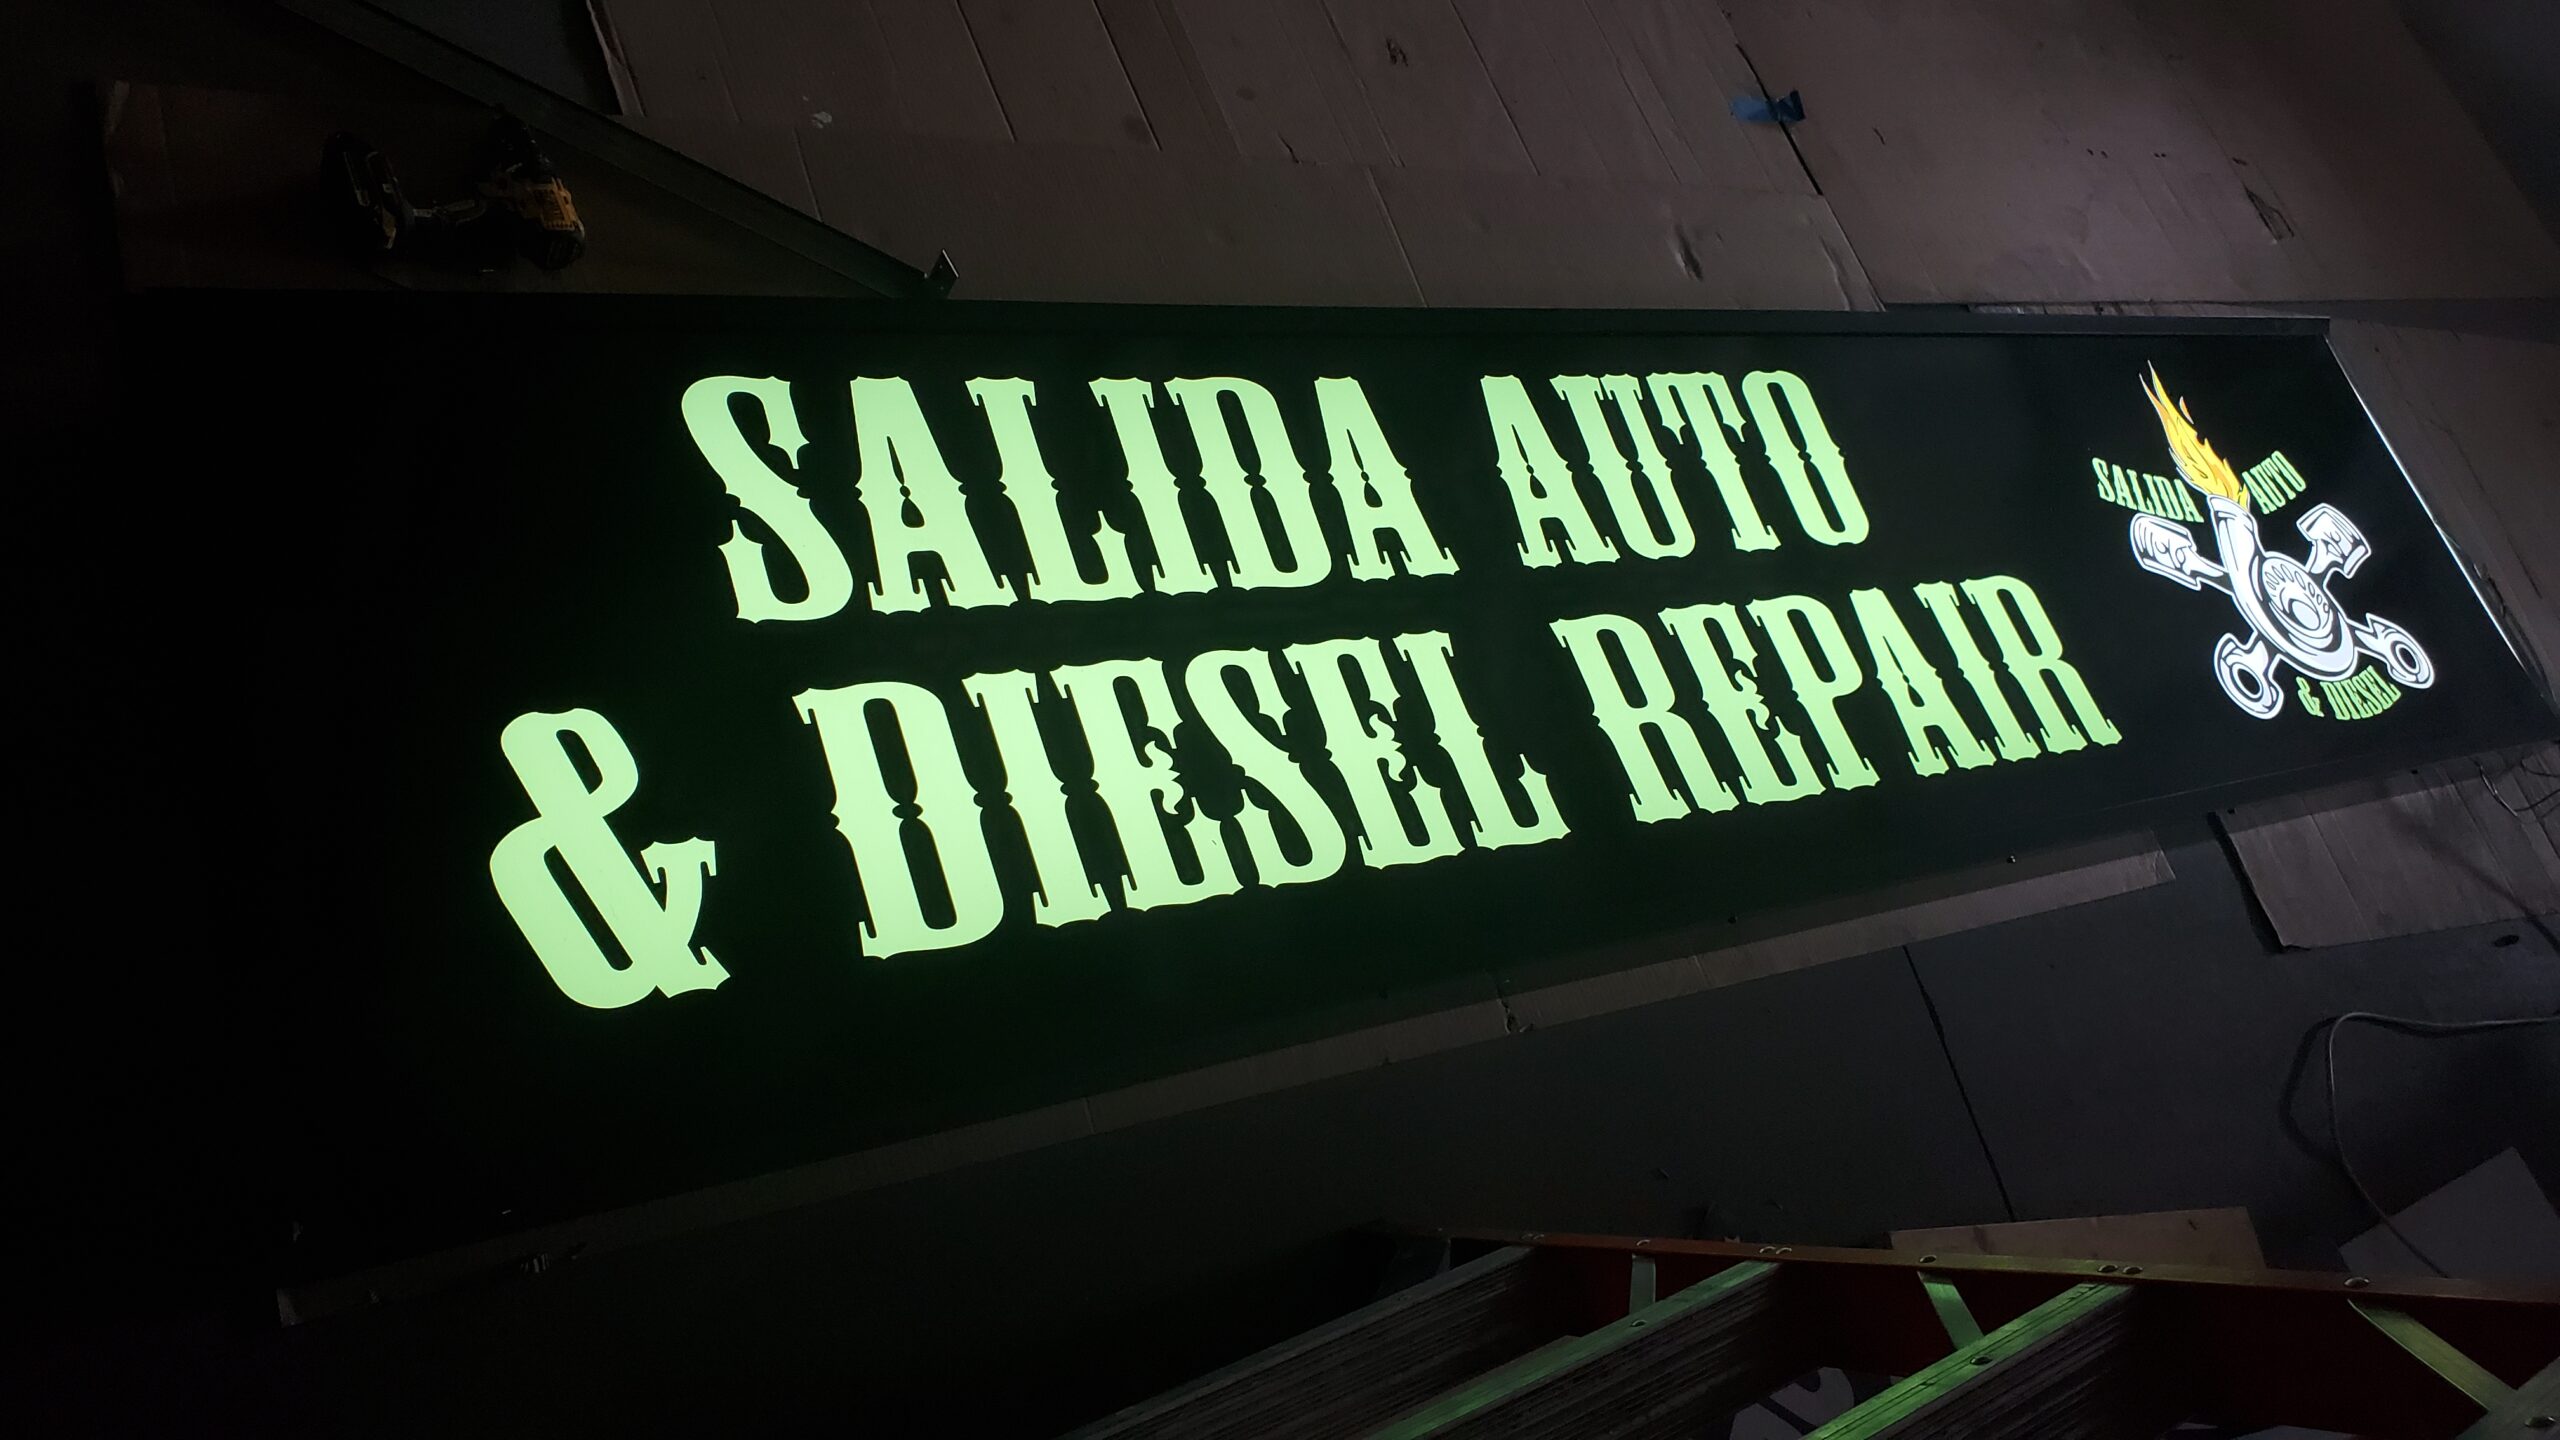 SALIDA AUTO
& DIESEL REPAIR
SALIDA AUTO
& DIESEL